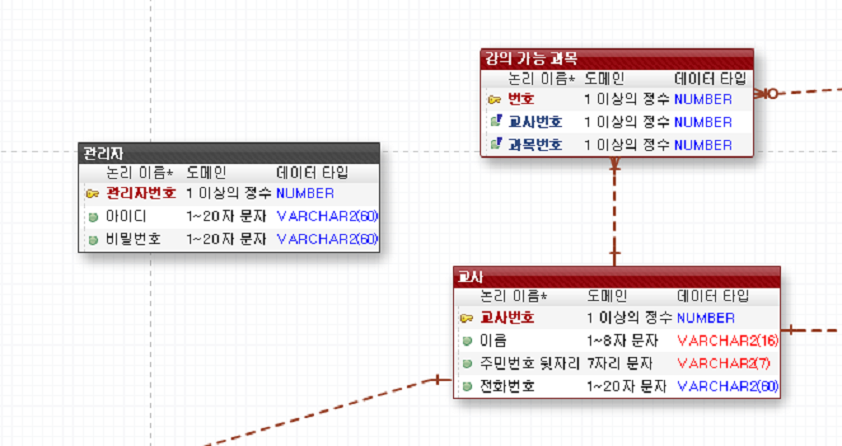 강의 가능 과목
논리 이름* 도메인 데이터 타입
번호 1 이상의 정수 NUMBER
교사번호 1 이상의 정수 NUMBER
과목번호 1 이상의 정수 NUMBER
관리자
논리 이름* 도메인 데이터 타입
관리자번호 1 이상의 정수 NUMBER
아이디 1~20자 문자 VARCHAR2(60)
비밀번호 1~20자 문자 VARCHAR2(60)
교사
논리 이름* 도메인 데이터 타입
교사번호 1 이상의 정수 NUMBER
이름 1~8자 문자 VARCHAR2(16)
주민번호 뒷자리 7자리 문자 VARCHAR2(7)
전화번호 1~20자 문자 VARCHAR2(60)